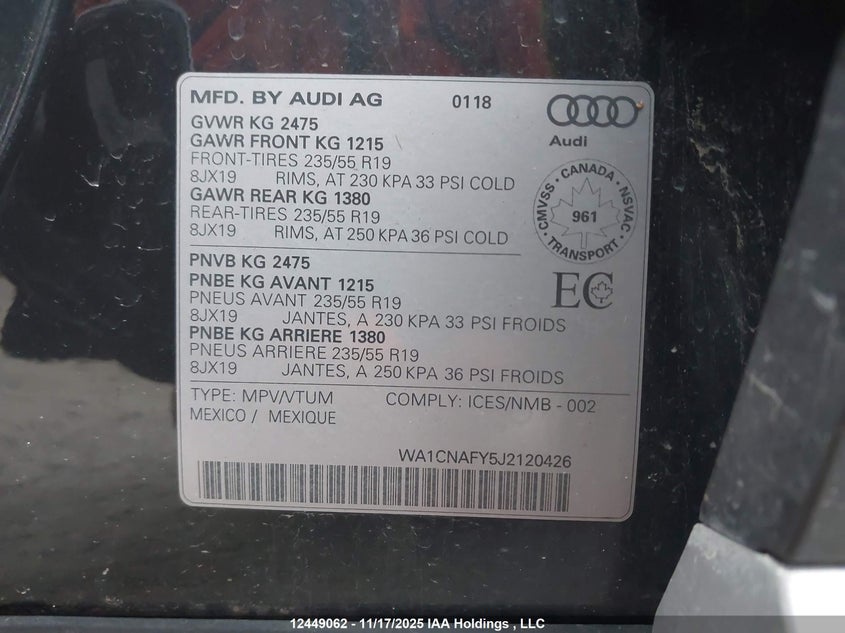 MFD. BY AUDI AG 0118
GVWR KG 2475
GAWR FRONT KG 1215
FRONT-TIRES 235/55 R19
8JX19 RIMS, AT 230 KPA 33 PSI COLD
GAWR REAR KG 1380
REAR-TIRES 235/55 R19
8JX19 RIMS, AT 250 KPA 36 PSI COLD
Audi
CMVSS · CANADA · NSVAC · TRANSPORT ·
961
PNVB KG 2475
PNBE KG AVANT 1215
PNEUS AVANT 235/55 R19
8JX19 JANTES, A 230 KPA 33 PSI FROIDS
PNBE KG ARRIERE 1380
PNEUS ARRIERE 235/55 R19
8JX19 JANTES, A 250 KPA 36 PSI FROIDS
EC
TYPE: MPV/VTUM COMPLY: ICES/NMB - 002
MEXICO / MEXIQUE
WA1CNAFY5J2120426
12449062 - 11/17/2025 IAA Holdings , LLC